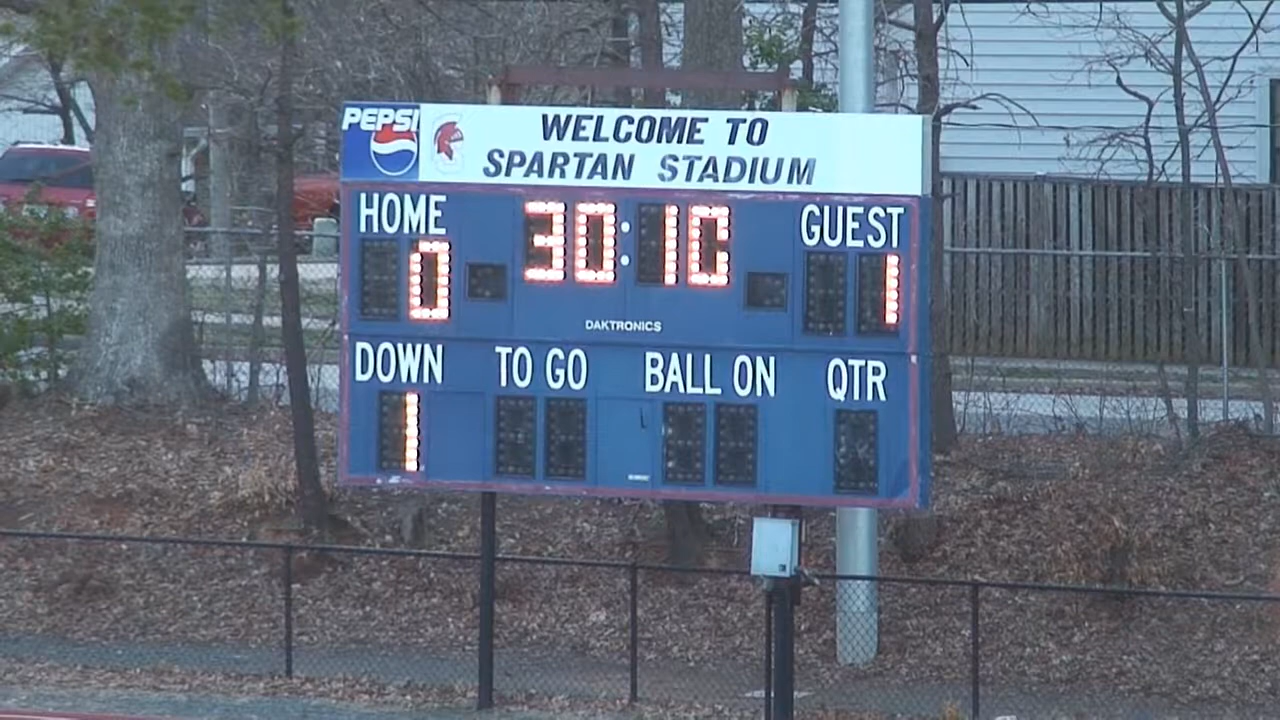 PEPSI
WELCOME TO
SPARTAN STADIUM
HOME 30:10 GUEST
0 1
DAKTRONICS
DOWN TO GO BALL ON QTR
1